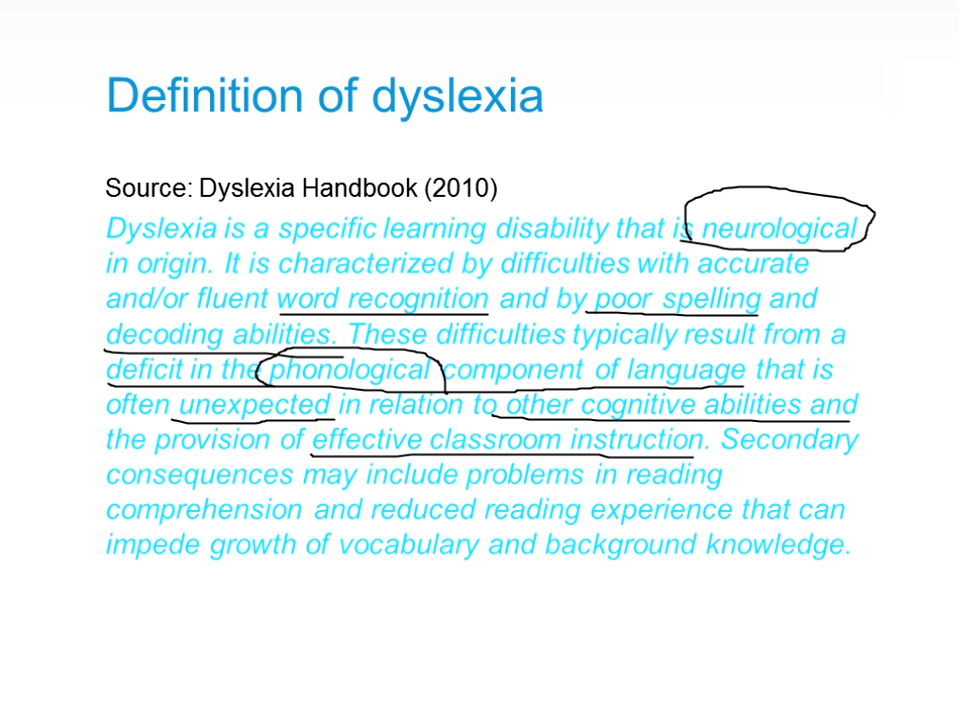 Definition of dyslexia
Source: Dyslexia Handbook (2010)
Dyslexia is a specific learning disability that is neurological
in origin. It is characterized by difficulties with accurate
and/or fluent word recognition and by poor spelling and
decoding abilities. These difficulties typically result from a
deficit in the phonological component of language that is
often unexpected in relation to other cognitive abilities and
the provision of effective classroom instruction. Secondary
consequences may include problems in reading
comprehension and reduced reading experience that can
impede growth of vocabulary and background knowledge.